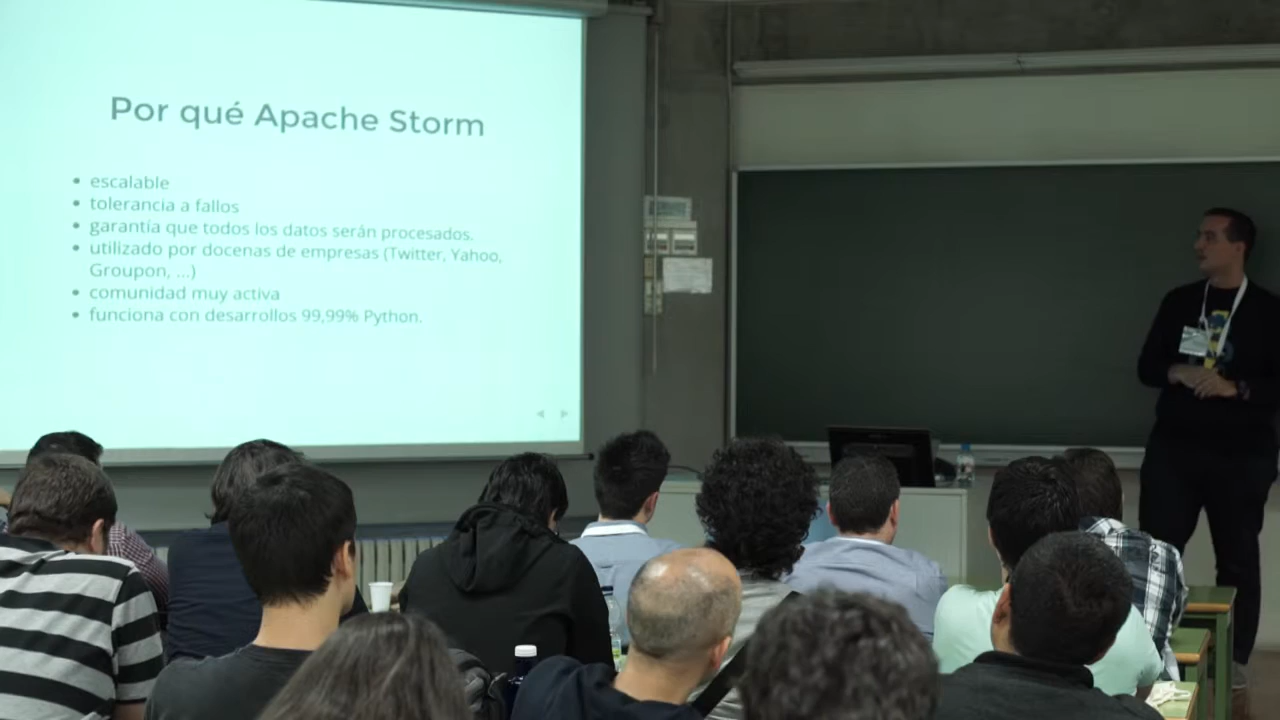 Por qué Apache Storm
• escalable
• tolerancia a fallos
• garantía que todos los datos serán procesados.
• utilizado por docenas de empresas (Twitter, Yahoo,
Groupon, ...)
• comunidad muy activa
• funciona con desarrollos 99,99% Python.